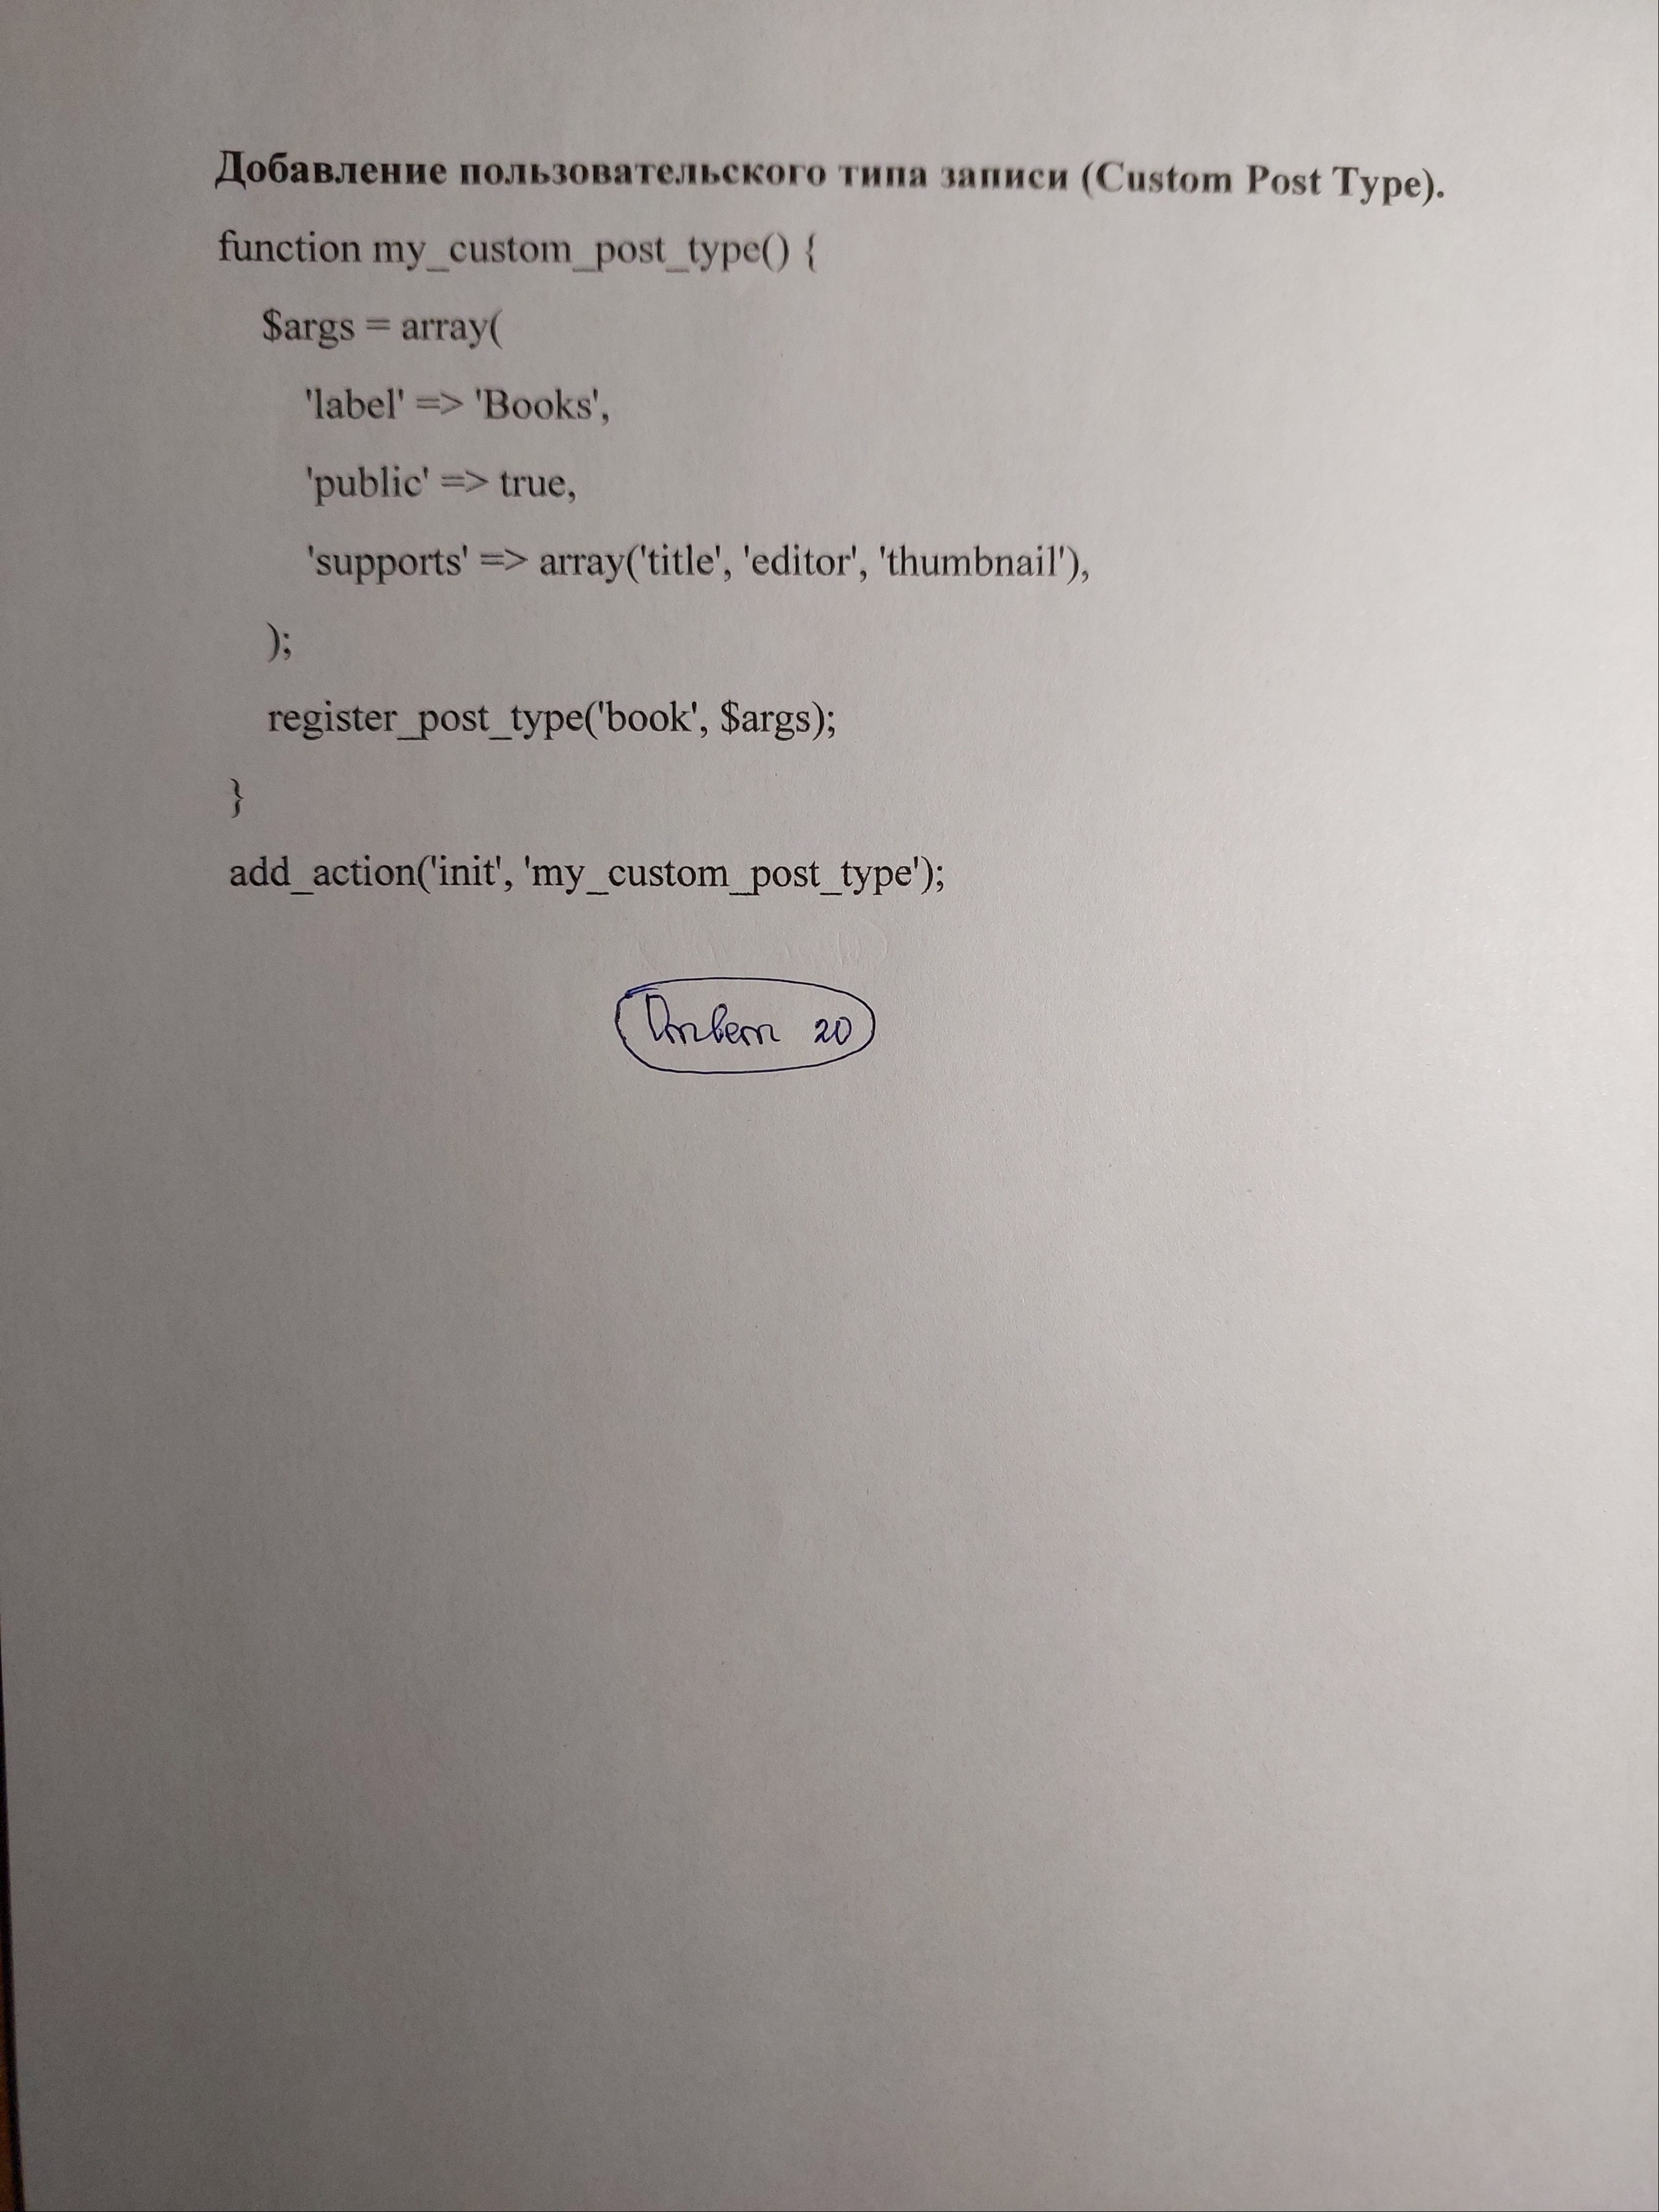 Добавление пользовательского типа записи (Custom Post Type).
function my_custom_post_type() {
$args = array(
'label' => 'Books',
'public' => true,
'supports' => array('title', 'editor', 'thumbnail'),
);
register_post_type('book', $args);
}
add_action('init', 'my_custom_post_type');
Ответ 20